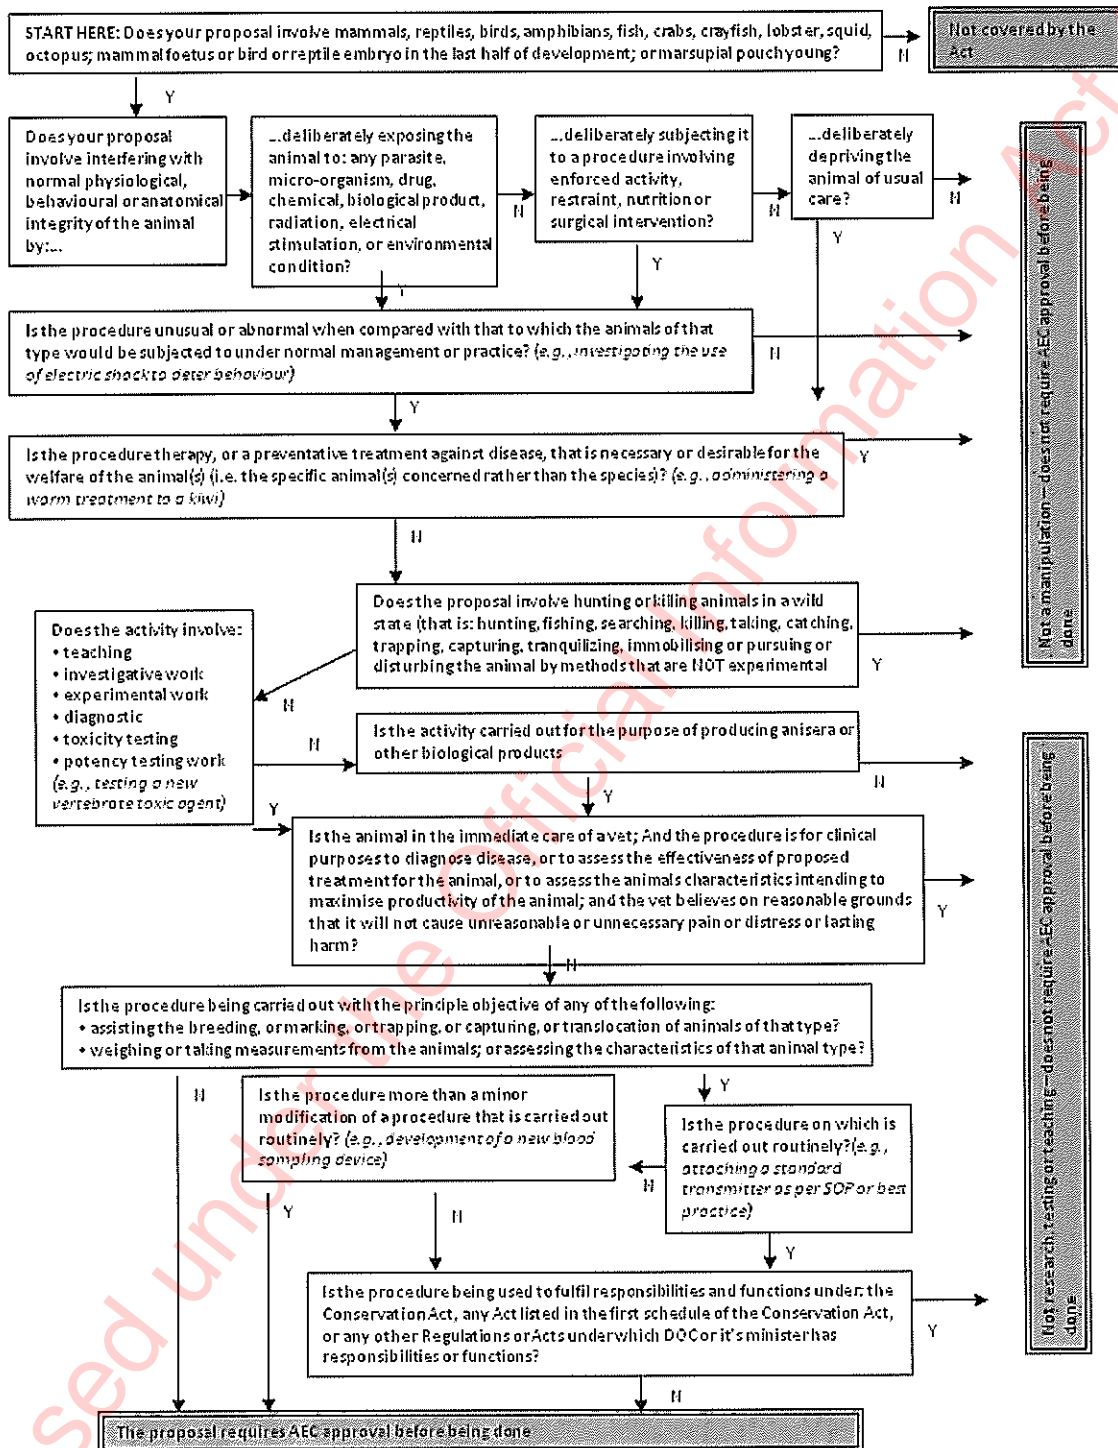 START HERE: Does your proposal involve mammals, reptiles, birds, amphibians, fish, crabs, crayfish, lobster, squid,
octopus; mammal foetus or bird or reptile embryo in the last half of development; or marsupial pouch young?
N
Not covered by the
Act
Y
Does your proposal
involve interfering with
normal physiological,
behavioural or anatomical
integrity of the animal
by:...
...deliberately exposing the
animal to: any parasite,
micro-organism, drug,
chemical, biological product,
radiation, electrical
stimulation, or environmental
condition?
N
...deliberately subjecting it
to a procedure involving
enforced activity,
restraint, nutrition or
surgical intervention?
N
...deliberately
depriving the
animal of usual
care?
N
Y
Y
Y
Not a manipulation – does not require AEC approval before being
done
Is the procedure unusual or abnormal when compared with that to which the animals of that
type would be subjected to under normal management or practice? (e.g., investigating the use
of electric shock to deter behaviour)
N
Y
Is the procedure therapy, or a preventative treatment against disease, that is necessary or desirable for the
welfare of the animal(s) (i.e. the specific animal(s) concerned rather than the species)? (e.g., administering a
worm treatment to a kiwi)
Y
N
Does the proposal involve hunting or killing animals in a wild
state (that is: hunting, fishing, searching, killing, taking, catching,
trapping, capturing, tranquilizing, immobilising or pursuing or
disturbing the animal by methods that are NOT experimental
Y
N
Does the activity involve:
• teaching
• investigative work
• experimental work
• diagnostic
• toxicity testing
• potency testing work
(e.g., testing a new
vertebrate toxic agent)
N
Y
Is the activity carried out for the purpose of producing anisera or
other biological products
N
Y
Not research, testing or teaching – does not require AEC approval before being
done
Is the animal in the immediate care of a vet; And the procedure is for clinical
purposes to diagnose disease, or to assess the effectiveness of proposed
treatment for the animal, or to assess the animals characteristics intending to
maximise productivity of the animal; and the vet believes on reasonable grounds
that it will not cause unreasonable or unnecessary pain or distress or lasting
harm?
Y
N
Is the procedure being carried out with the principle objective of any of the following:
• assisting the breeding, or marking, or trapping, or capturing, or translocation of animals of that type?
• weighing or taking measurements from the animals; or assessing the characteristics of that animal type?
N
Y
Is the procedure more than a minor
modification of a procedure that is carried out
routinely? (e.g., development of a new blood
sampling device)
Y
N
N
Is the procedure on which is
carried out routinely?(e.g.,
attaching a standard
transmitter as per SOP or best
practice)
Y
Is the procedure being used to fulfil responsibilities and functions under: the
Conservation Act, any Act listed in the first schedule of the Conservation Act,
or any other Regulations or Acts under which DOC or it's minister has
responsibilities or functions?
Y
N
The proposal requires AEC approval before being done
sed under the Official Information Act